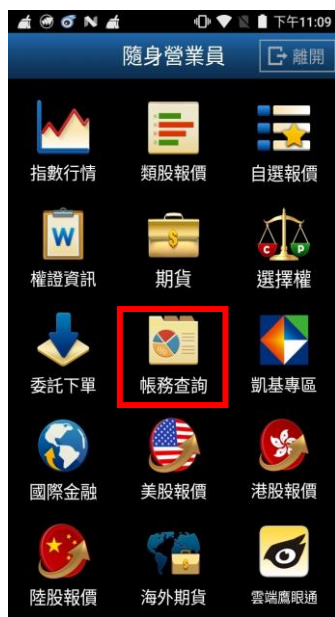 下午11:09
隨身營業員
離開
指數行情 類股報價 自選報價
W $ C P
權證資訊 期貨 選擇權
委託下單 帳務查詢 凱基專區
國際金融 美股報價 港股報價
陸股報價 海外期貨 雲端鷹眼通